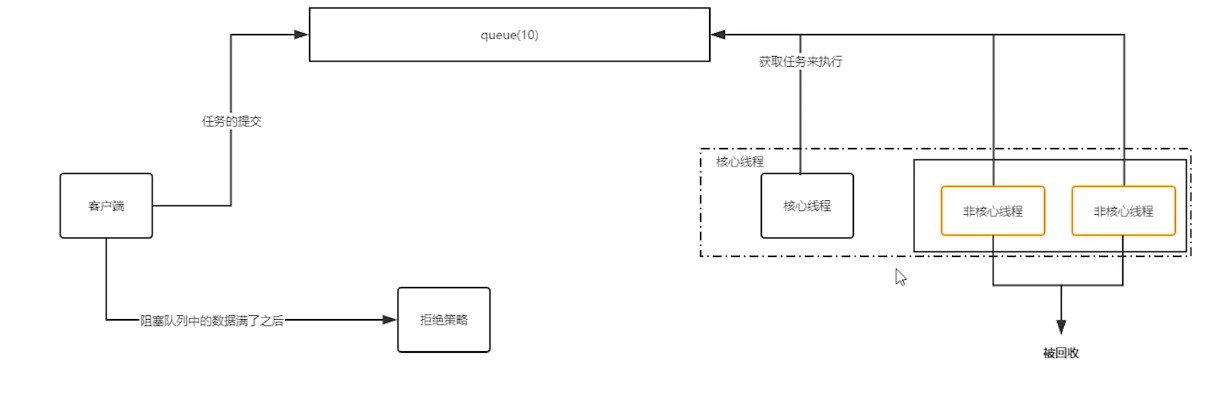 queue(10)
获取任务来执行
任务的提交
核心线程
客户端
核心线程
非核心线程
非核心线程
阻塞队列中的数据满了之后
拒绝策略
被回收